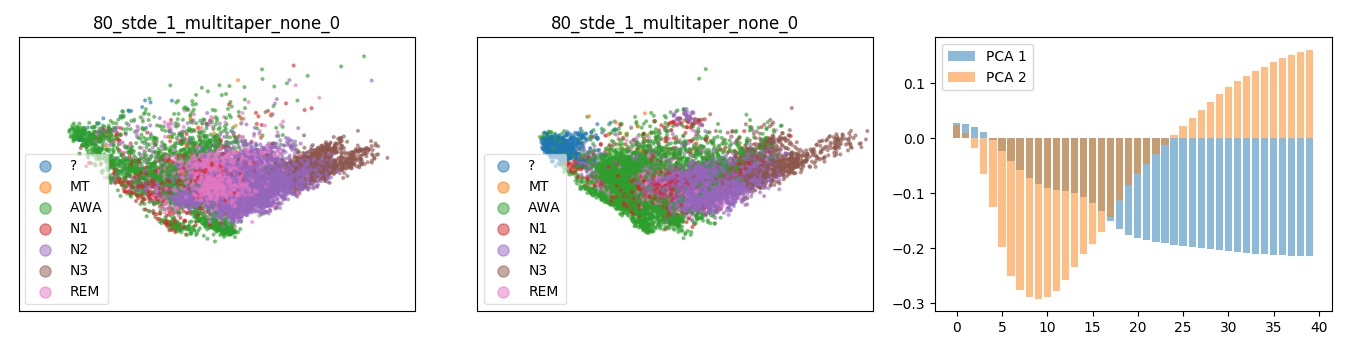 80_stde_1_multitaper_none_0
?
MT
AWA
N1
N2
N3
REM
80_stde_1_multitaper_none_0
?
MT
AWA
N1
N2
N3
REM
PCA 1
PCA 2
0.1
0.0
−0.1
−0.2
−0.3
0 5 10 15 20 25 30 35 40